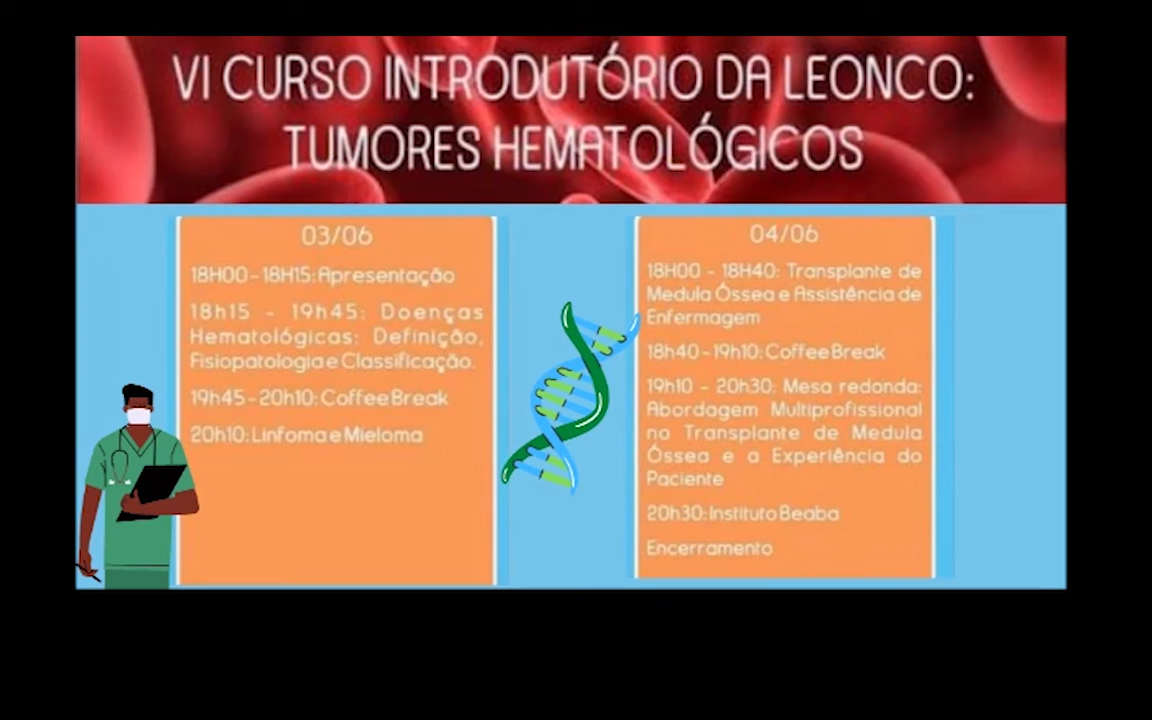 VI CURSO INTRODUTÓRIO DA LEONCO:
TUMORES HEMATOLÓGICOS
03/06
18H00 - 18H15: Apresentação
18h15 - 19h45: Doenças
Hematológicas: Definição,
Fisiopatologia e Classificação.
19h45 - 20h10: Coffee Break
20h10: Linfoma e Mieloma
04/06
18H00 - 18H40: Transplante de
Medula Óssea e Assistência de
Enfermagem
18h40 - 19h10: Coffee Break
19h10 - 20h30: Mesa redonda:
Abordagem Multiprofissional
no Transplante de Medula
Óssea e a Experiência do
Paciente
20h30: Instituto Beaba
Encerramento